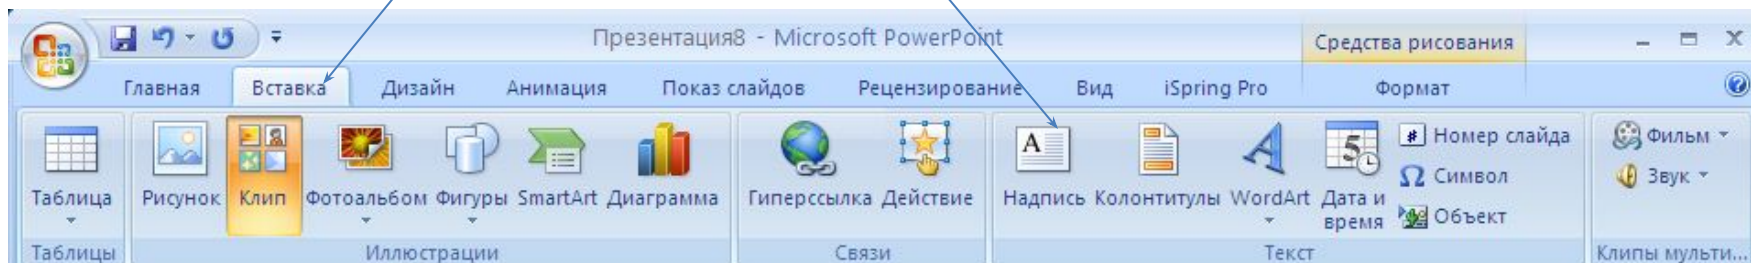 Презентация8 - Microsoft PowerPoint
Средства рисования
Главная Вставка Дизайн Анимация Показ слайдов Рецензирование Вид iSpring Pro Формат
Таблица Рисунок Клип Фотоальбом Фигуры SmartArt Диаграмма Гиперссылка Действие Надпись Колонтитулы WordArt Дата и время
Номер слайда
Символ
Объект
Фильм
Звук
Таблицы Иллюстрации Связи Текст Клипы мульти...